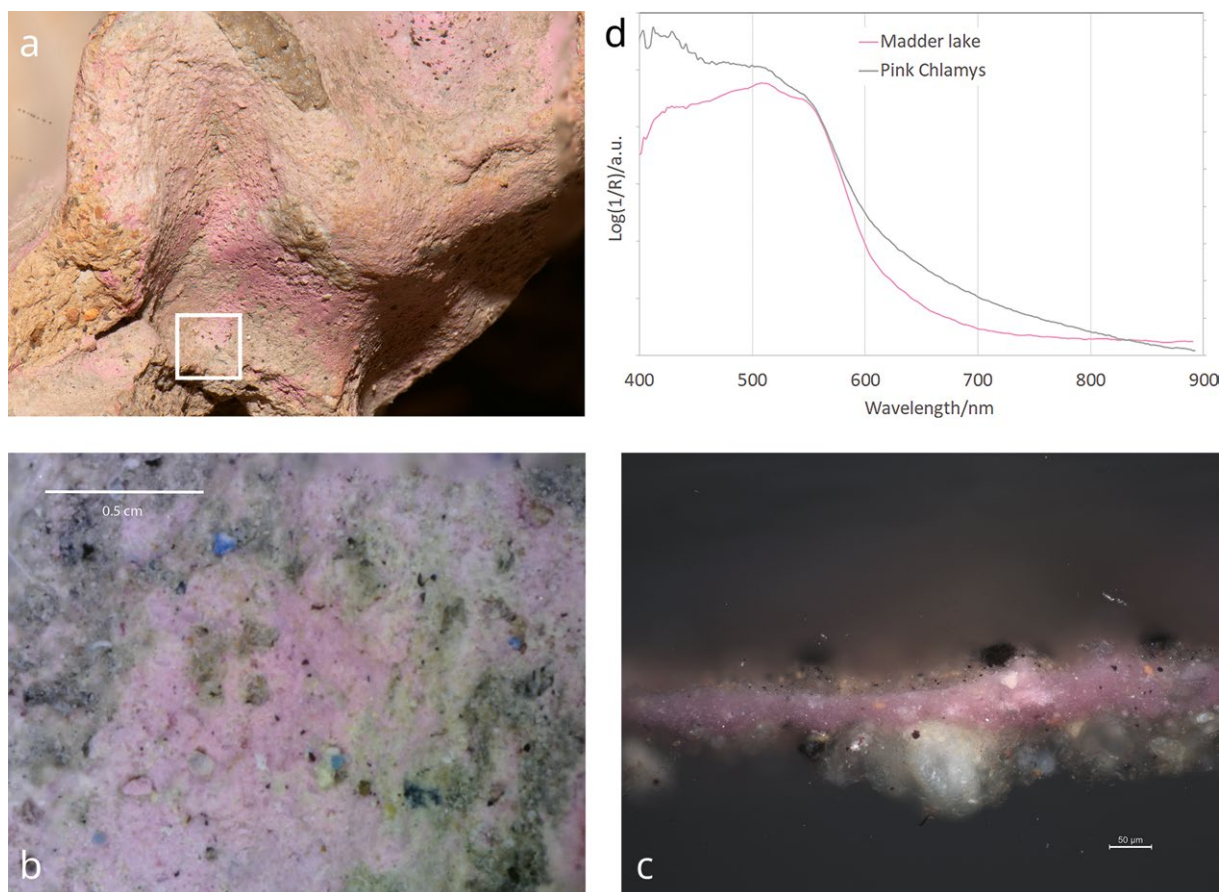 a
d
Madder lake
Pink Chlamys
Log(1/R)/a.u.
400
500
600
700
800
900
Wavelength/nm
b
0.5 cm
c
50 µm